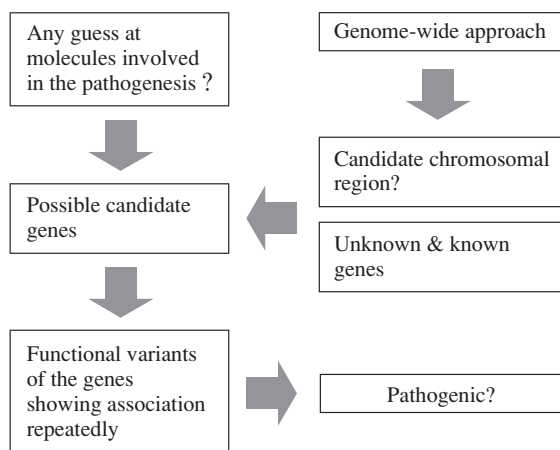 Any guess at
molecules involved
in the pathogenesis ?
Genome-wide approach
Candidate chromosomal
region?
Possible candidate
genes
Unknown & known
genes
Functional variants
of the genes
showing association
repeatedly
Pathogenic?